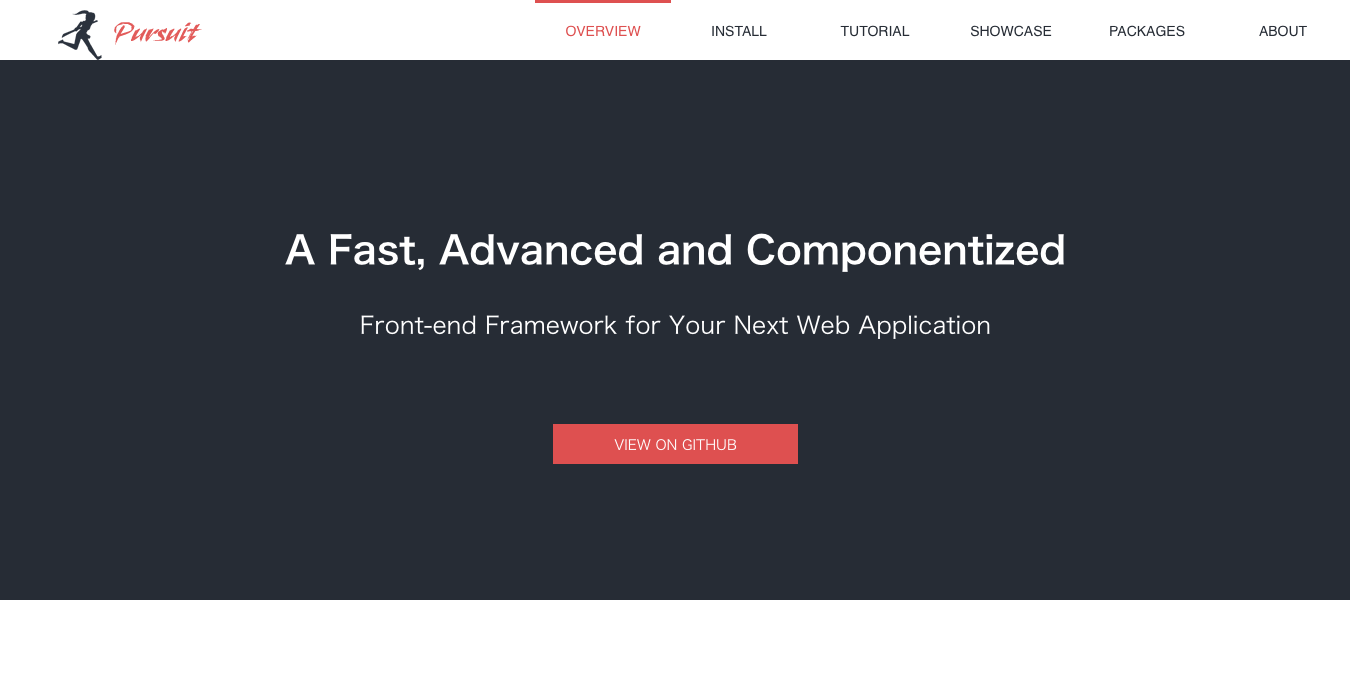 Pursuit
OVERVIEW
INSTALL
TUTORIAL
SHOWCASE
PACKAGES
ABOUT
A Fast, Advanced and Componentized
Front-end Framework for Your Next Web Application
VIEW ON GITHUB